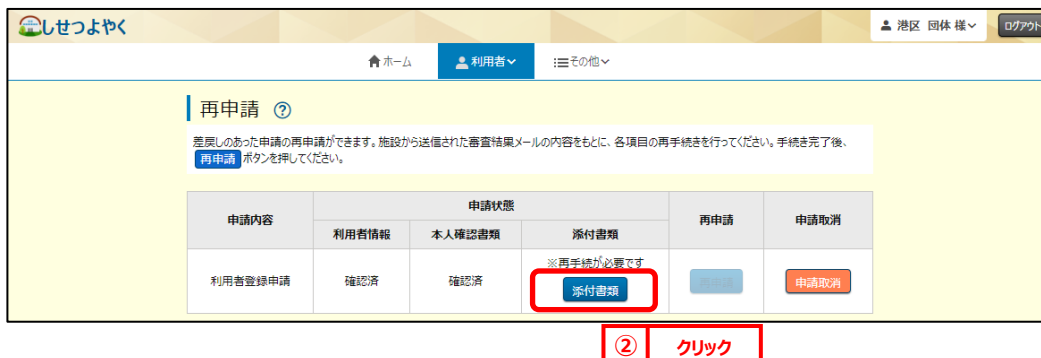 しせつよやく
港区 団体 様
ログアウト
ホーム
利用者
その他
再申請 ?
差戻しのあった申請の再申請ができます。施設から送信された審査結果メールの内容をもとに、各項目の再手続きを行ってください。手続き完了後、
再申請 ボタンを押してください。
申請内容 申請状態 再申請 申請取消
利用者情報 本人確認書類 添付書類
※再手続が必要です
利用者登録申請 確認済 確認済 添付書類 再申請 申請取消
② クリック